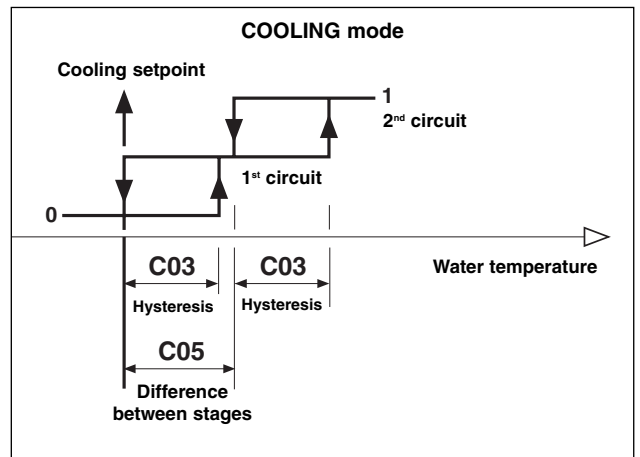 COOLING mode
Cooling setpoint
1
2nd circuit
1st circuit
0
C03 C03
Water temperature
Hysteresis Hysteresis
C05
Difference
between stages